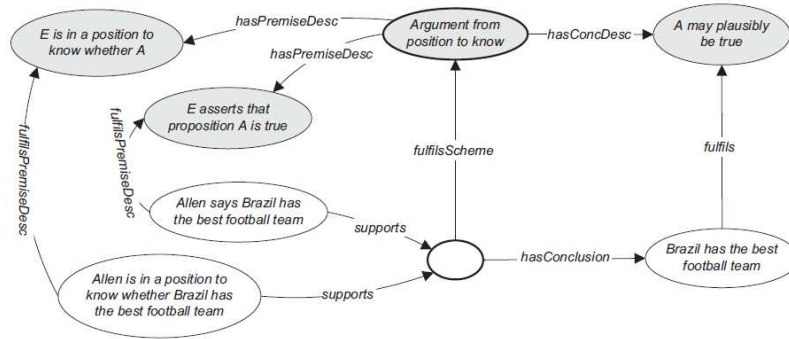 E is in a position to
know whether A
hasPremiseDesc
Argument from
position to know
hasConcDesc
A may plausibly
be true
hasPremiseDesc
E asserts that
proposition A is true
fulfilsPremiseDesc
fulfilsPremiseDesc
fulfilsScheme
fulfils
Allen says Brazil has
the best football team
supports
hasConclusion
Brazil has the best
football team
Allen is in a position to
know whether Brazil has
the best football team
supports